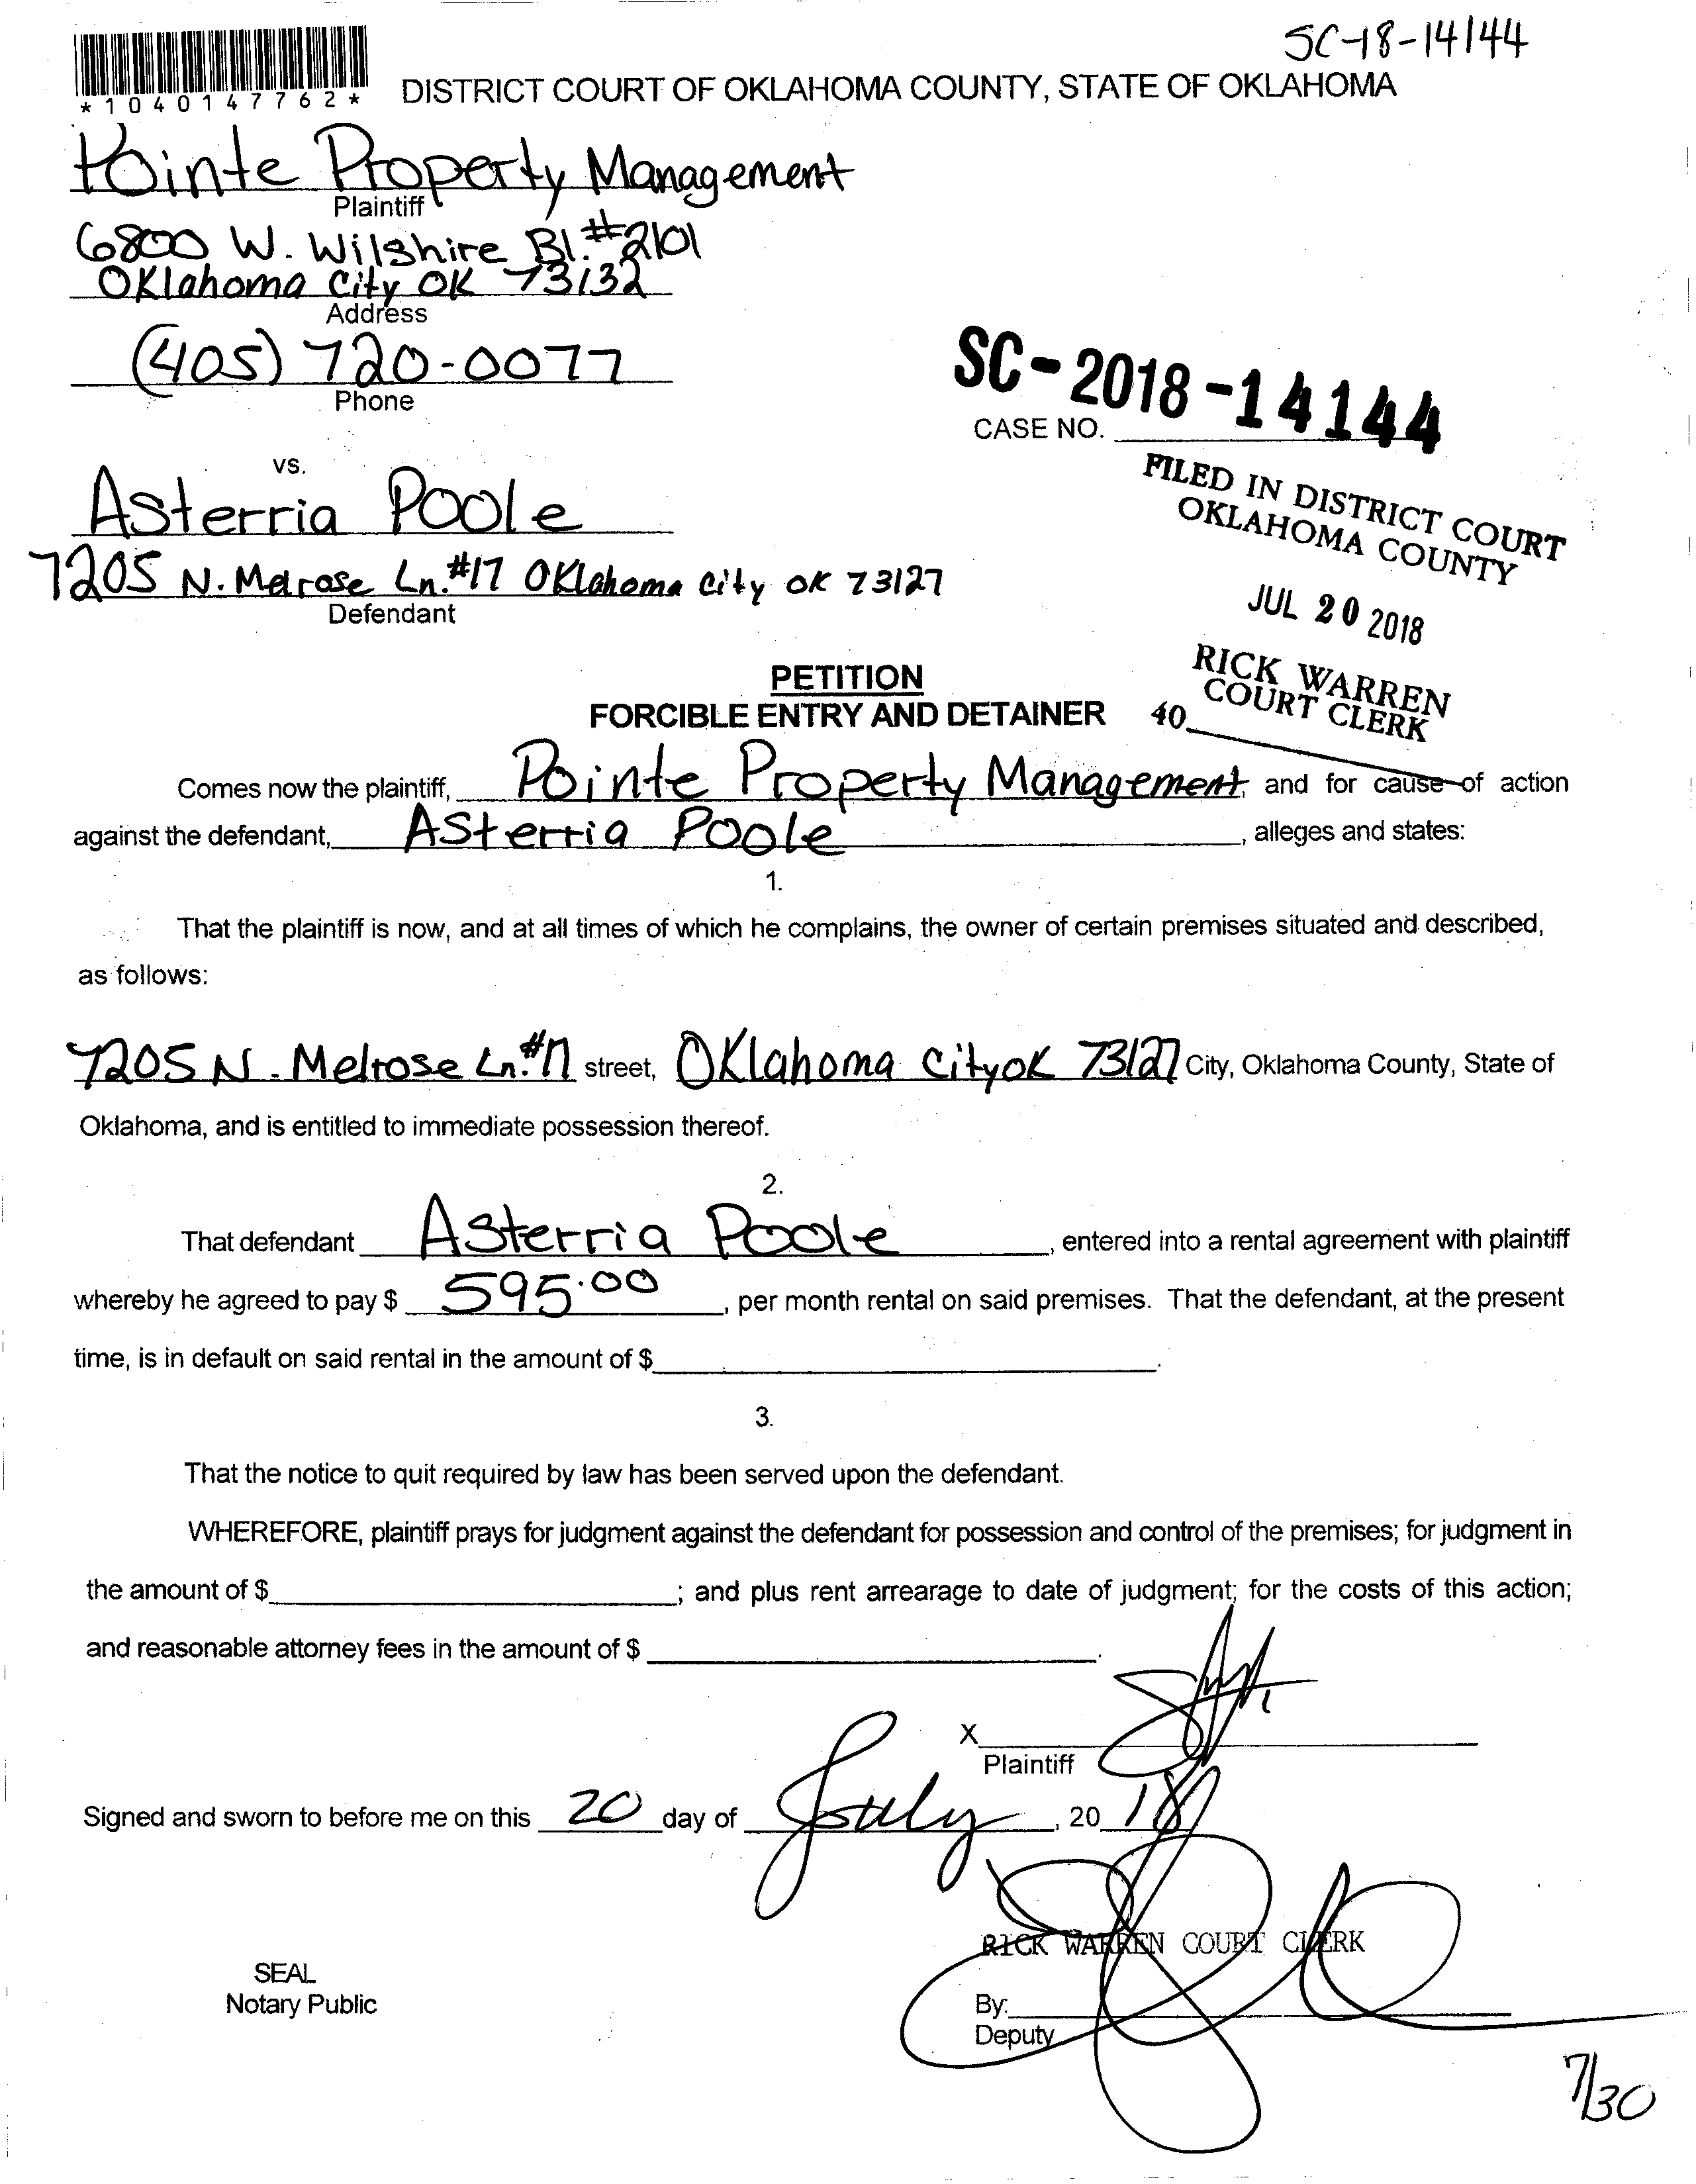 SC-18-14144
*1040147762*
DISTRICT COURT OF OKLAHOMA COUNTY, STATE OF OKLAHOMA
Pointe Property Management
Plaintiff
6800 W. Wilshire Bl. #2101
Oklahoma City OK 73132
Address
(405) 720-0077
Phone
SC-2018-14144
CASE NO.
vs.
Asterria Poole
7205 N. Melrose Ln. #17 Oklahoma City OK 73127
Defendant
FILED IN DISTRICT COURT
OKLAHOMA COUNTY
JUL 20 2018
RICK WARREN
COURT CLERK
40
PETITION
FORCIBLE ENTRY AND DETAINER
Comes now the plaintiff, Pointe Property Management, and for cause of action
against the defendant, Asterria Poole, alleges and states:
1.
That the plaintiff is now, and at all times of which he complains, the owner of certain premises situated and described,
as follows:
7205 N. Melrose Ln. #17 street, Oklahoma City OK 73127 City, Oklahoma County, State of
Oklahoma, and is entitled to immediate possession thereof.
2.
That defendant Asterria Poole, entered into a rental agreement with plaintiff
whereby he agreed to pay $ 595.00, per month rental on said premises. That the defendant, at the present
time, is in default on said rental in the amount of $ .
3.
That the notice to quit required by law has been served upon the defendant.
WHEREFORE, plaintiff prays for judgment against the defendant for possession and control of the premises; for judgment in
the amount of $ ; and plus rent arrearage to date of judgment; for the costs of this action;
and reasonable attorney fees in the amount of $ .
X
Plaintiff
Signed and sworn to before me on this 20 day of July, 20 18
RICK WARREN COURT CLERK
SEAL
Notary Public
By:
Deputy
7/30